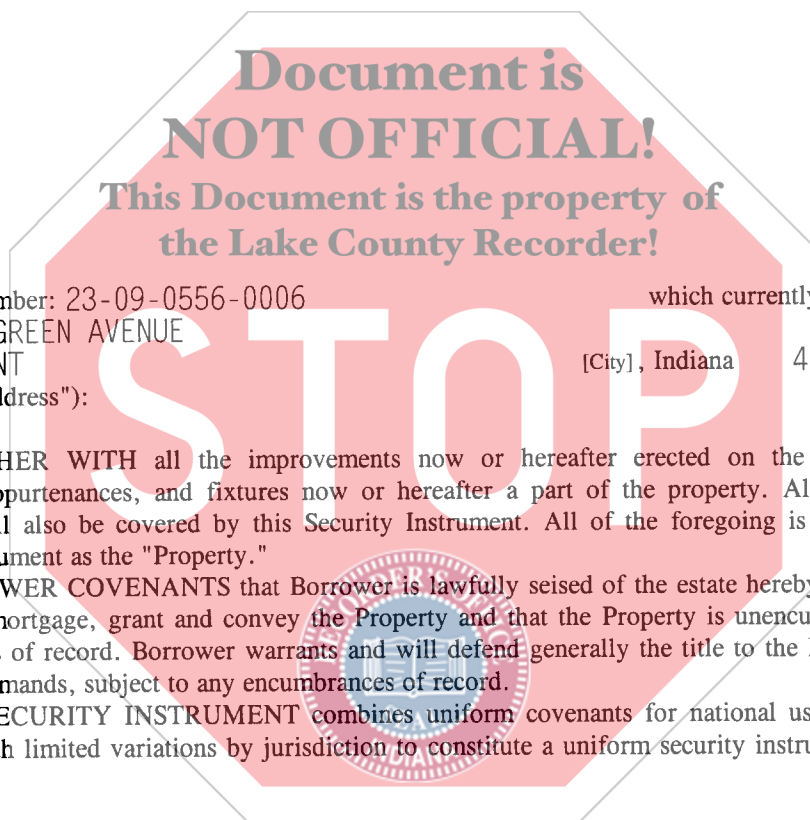 Document is
NOT OFFICIAL!
This Document is the property of
the Lake County Recorder!
mber: 23-09-0556-0006 which currently
GREEN AVENUE
NT [City], Indiana 4
ddress"):
STOP
HER WITH all the improvements now or hereafter erected on the
ppurtenances, and fixtures now or hereafter a part of the property. Al
l also be covered by this Security Instrument. All of the foregoing is
ument as the "Property."
WER COVENANTS that Borrower is lawfully seised of the estate hereby
mortgage, grant and convey the Property and that the Property is unencu
of record. Borrower warrants and will defend generally the title to the
mands, subject to any encumbrances of record.
ECURITY INSTRUMENT combines uniform covenants for national us
h limited variations by jurisdiction to constitute a uniform security instru
RECORDER'S OFFICE
SEAL
INDIANA